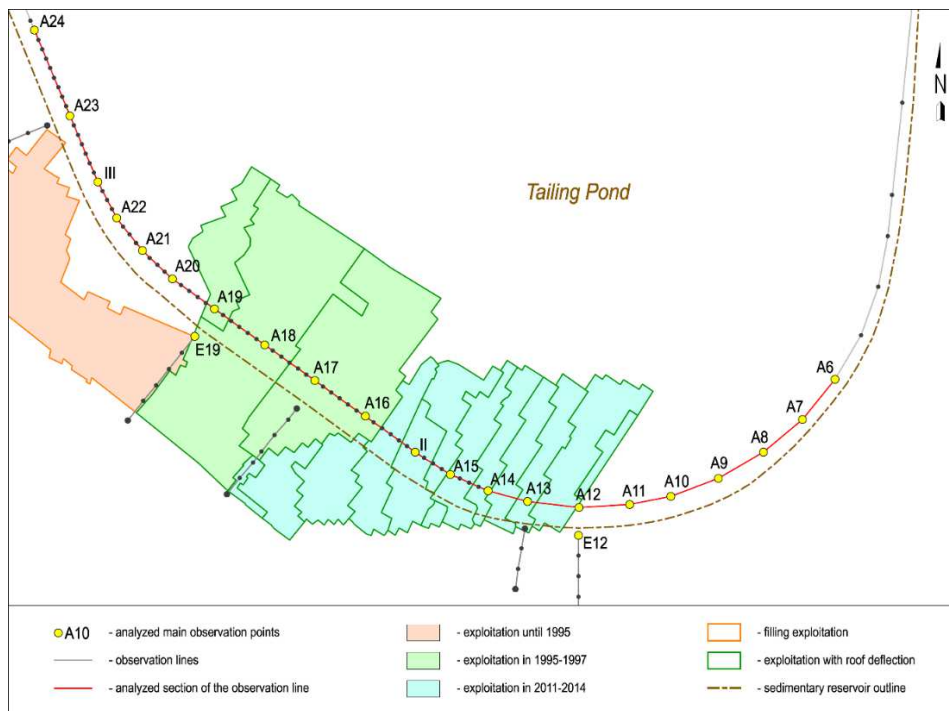 A24
A23
N
III
Tailing Pond
A22
A21
A20
A19
A18
E19
A17
A6
A16
A7
II
A8
A15
A9
A14
A10
A13
A12
A11
E12
A10 - analyzed main observation points
- observation lines
- analyzed section of the observation line
- exploitation until 1995
- exploitation in 1995-1997
- exploitation in 2011-2014
- filling exploitation
- exploitation with roof deflection
- sedimentary reservoir outline